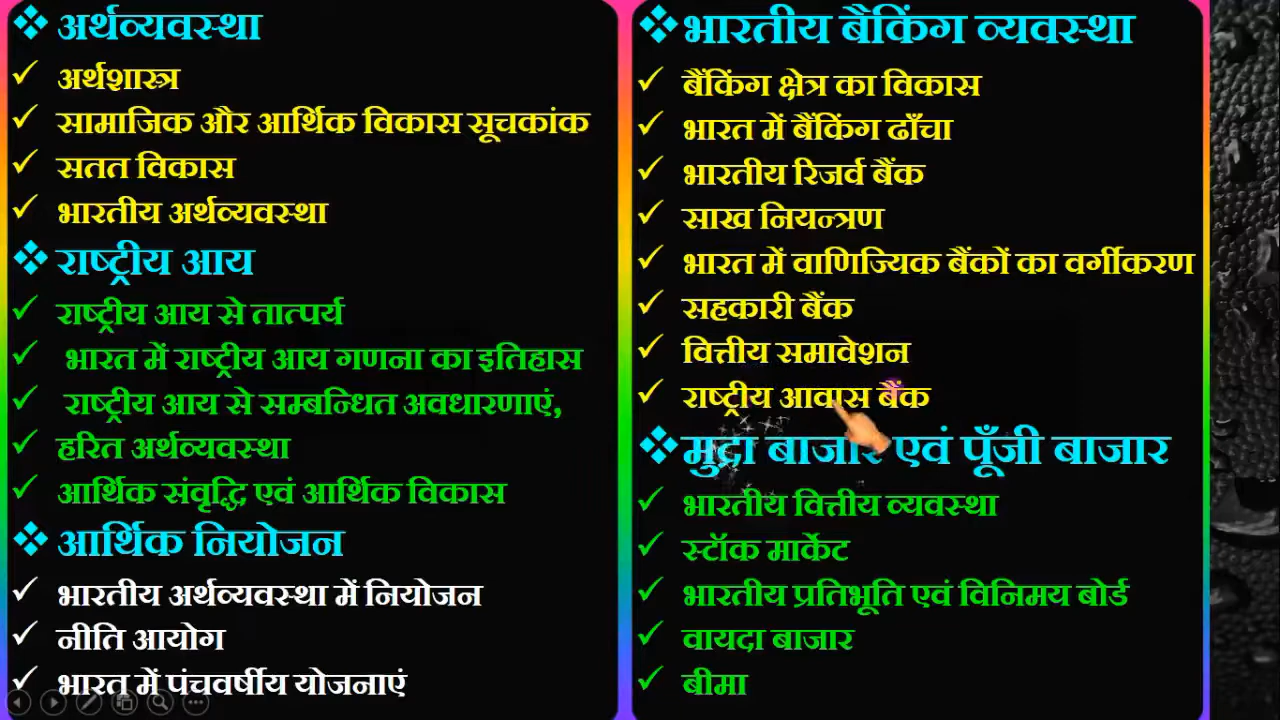 अर्थव्यवस्था
अर्थशास्त्र
सामाजिक और आर्थिक विकास सूचकांक
सतत विकास
भारतीय अर्थव्यवस्था
राष्ट्रीय आय
राष्ट्रीय आय से तात्पर्य
भारत में राष्ट्रीय आय गणना का इतिहास
राष्ट्रीय आय से सम्बन्धित अवधारणाएं,
हरित अर्थव्यवस्था
आर्थिक संवृद्धि एवं आर्थिक विकास
आर्थिक नियोजन
भारतीय अर्थव्यवस्था में नियोजन
नीति आयोग
भारत में पंचवर्षीय योजनाएं
भारतीय बैंकिंग व्यवस्था
बैंकिंग क्षेत्र का विकास
भारत में बैंकिंग ढाँचा
भारतीय रिजर्व बैंक
साख नियन्त्रण
भारत में वाणिज्यिक बैंकों का वर्गीकरण
सहकारी बैंक
वित्तीय समावेशन
राष्ट्रीय आवास बैंक
मुद्रा बाजार एवं पूँजी बाजार
भारतीय वित्तीय व्यवस्था
स्टॉक मार्केट
भारतीय प्रतिभूति एवं विनिमय बोर्ड
वायदा बाजार
बीमा